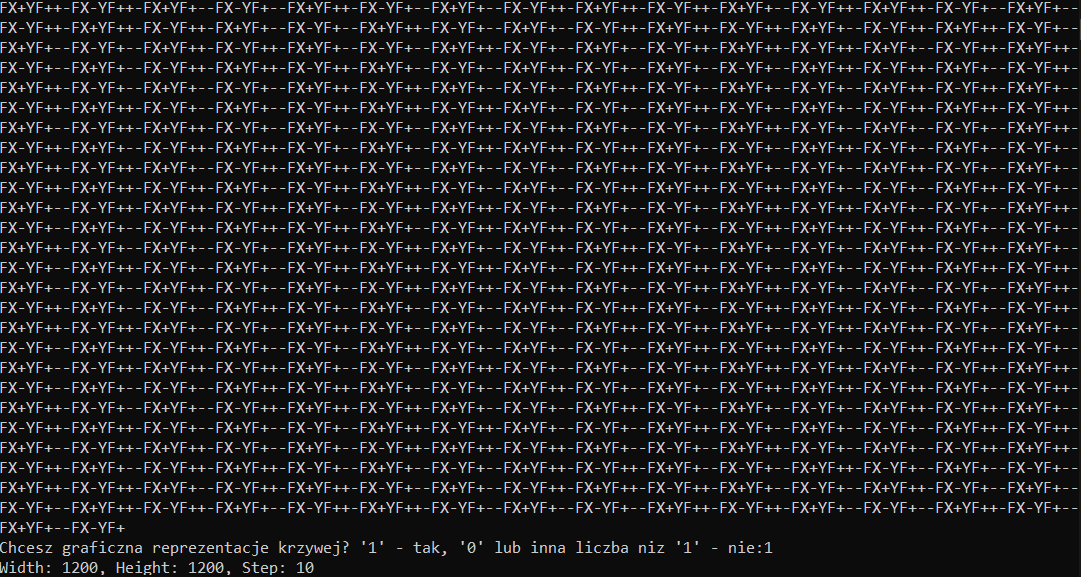 FX+YF++-FX-YF++-FX+YF+--FX-YF+--FX+YF++-FX-YF+--FX+YF+--FX-YF++-FX+YF++-FX-YF++-FX+YF+--FX-YF++-FX+YF++-FX-YF+--FX+YF+--
FX-YF++-FX+YF++-FX-YF++-FX+YF+--FX-YF+--FX+YF++-FX-YF+--FX+YF+--FX-YF++-FX+YF++-FX-YF++-FX+YF+--FX-YF++-FX+YF++-FX-YF+--
FX+YF+--FX-YF+--FX+YF++-FX-YF++-FX+YF+--FX-YF+--FX+YF++-FX-YF+--FX+YF+--FX-YF++-FX+YF++-FX-YF++-FX+YF+--FX-YF++-FX+YF++-
FX-YF+--FX+YF+--FX-YF++-FX+YF++-FX-YF++-FX+YF+--FX-YF+--FX+YF++-FX-YF+--FX+YF+--FX-YF+--FX+YF++-FX-YF++-FX+YF+--FX-YF++-
FX+YF++-FX-YF+--FX+YF+--FX-YF+--FX+YF++-FX-YF++-FX+YF+--FX-YF+--FX+YF++-FX-YF+--FX+YF+--FX-YF+--FX+YF++-FX-YF++-FX+YF+--
FX-YF++-FX+YF++-FX-YF+--FX+YF+--FX-YF++-FX+YF++-FX-YF++-FX+YF+--FX-YF+--FX+YF++-FX-YF+--FX+YF+--FX-YF++-FX+YF++-FX-YF++-
FX+YF+--FX-YF++-FX+YF++-FX-YF+--FX+YF+--FX-YF+--FX+YF++-FX-YF++-FX+YF+--FX-YF+--FX+YF++-FX-YF+--FX+YF+--FX-YF+--FX+YF++-
FX-YF++-FX+YF+--FX-YF++-FX+YF++-FX-YF+--FX+YF+--FX-YF++-FX+YF++-FX-YF++-FX+YF+--FX-YF+--FX+YF++-FX-YF+--FX+YF+--FX-YF+--
FX+YF++-FX-YF++-FX+YF+--FX-YF++-FX+YF++-FX-YF+--FX+YF+--FX-YF+--FX+YF++-FX-YF++-FX+YF+--FX-YF+--FX+YF++-FX-YF+--FX+YF+--
FX-YF+--FX+YF++-FX-YF++-FX+YF+--FX-YF++-FX+YF++-FX-YF+--FX+YF+--FX-YF++-FX+YF++-FX-YF++-FX+YF+--FX-YF+--FX+YF++-FX-YF+--
FX+YF+--FX-YF++-FX+YF++-FX-YF++-FX+YF+--FX-YF++-FX+YF++-FX-YF+--FX+YF+--FX-YF+--FX+YF++-FX-YF++-FX+YF+--FX-YF+--FX+YF++-
FX-YF+--FX+YF+--FX-YF++-FX+YF++-FX-YF++-FX+YF+--FX-YF++-FX+YF++-FX-YF+--FX+YF+--FX-YF++-FX+YF++-FX-YF++-FX+YF+--FX-YF+--
FX+YF++-FX-YF+--FX+YF+--FX-YF+--FX+YF++-FX-YF++-FX+YF+--FX-YF++-FX+YF++-FX-YF+--FX+YF+--FX-YF+--FX+YF++-FX-YF++-FX+YF+--
FX-YF+--FX+YF++-FX-YF+--FX+YF+--FX-YF++-FX+YF++-FX-YF++-FX+YF+--FX-YF++-FX+YF++-FX-YF+--FX+YF+--FX-YF++-FX+YF++-FX-YF++-
FX+YF+--FX-YF+--FX+YF++-FX-YF+--FX+YF+--FX-YF++-FX+YF++-FX-YF++-FX+YF+--FX-YF++-FX+YF++-FX-YF+--FX+YF+--FX-YF+--FX+YF++-
FX-YF++-FX+YF+--FX-YF+--FX+YF++-FX-YF+--FX+YF+--FX-YF++-FX+YF++-FX-YF++-FX+YF+--FX-YF++-FX+YF++-FX-YF+--FX+YF+--FX-YF+--
FX+YF++-FX-YF++-FX+YF+--FX-YF+--FX+YF++-FX-YF+--FX+YF+--FX-YF+--FX+YF++-FX-YF++-FX+YF+--FX-YF++-FX+YF++-FX-YF+--FX+YF+--
FX-YF+--FX+YF++-FX-YF++-FX+YF+--FX-YF+--FX+YF++-FX-YF+--FX+YF+--FX-YF++-FX+YF++-FX-YF++-FX+YF+--FX-YF++-FX+YF++-FX-YF+--
FX+YF+--FX-YF++-FX+YF++-FX-YF++-FX+YF+--FX-YF+--FX+YF++-FX-YF+--FX+YF+--FX-YF++-FX+YF++-FX-YF++-FX+YF+--FX-YF++-FX+YF++-
FX-YF+--FX+YF+--FX-YF+--FX+YF++-FX-YF++-FX+YF+--FX-YF+--FX+YF++-FX-YF+--FX+YF+--FX-YF++-FX+YF++-FX-YF++-FX+YF+--FX-YF++-
FX+YF++-FX-YF+--FX+YF+--FX-YF++-FX+YF++-FX-YF++-FX+YF+--FX-YF+--FX+YF++-FX-YF+--FX+YF+--FX-YF+--FX+YF++-FX-YF++-FX+YF+--
FX-YF++-FX+YF++-FX-YF+--FX+YF+--FX-YF+--FX+YF++-FX-YF++-FX+YF+--FX-YF+--FX+YF++-FX-YF+--FX+YF+--FX-YF+--FX+YF++-FX-YF++-
FX+YF+--FX-YF++-FX+YF++-FX-YF+--FX+YF+--FX-YF++-FX+YF++-FX-YF++-FX+YF+--FX-YF+--FX+YF++-FX-YF+--FX+YF+--FX-YF++-FX+YF++-
FX-YF++-FX+YF+--FX-YF++-FX+YF++-FX-YF+--FX+YF+--FX-YF+--FX+YF++-FX-YF++-FX+YF+--FX-YF+--FX+YF++-FX-YF+--FX+YF+--FX-YF+--
FX+YF++-FX-YF++-FX+YF+--FX-YF++-FX+YF++-FX-YF+--FX+YF+--FX-YF++-FX+YF++-FX-YF++-FX+YF+--FX-YF+--FX+YF++-FX-YF+--FX+YF+--
FX-YF+--FX+YF++-FX-YF++-FX+YF+--FX-YF++-FX+YF++-FX-YF+--FX+YF+--FX-YF+--FX+YF++-FX-YF++-FX+YF+--FX-YF+--FX+YF++-FX-YF+--
FX+YF+--FX-YF+
Chcesz graficzna reprezentacje krzywej? '1' - tak, '0' lub inna liczba niz '1' - nie:1
Width: 1200, Height: 1200, Step: 10